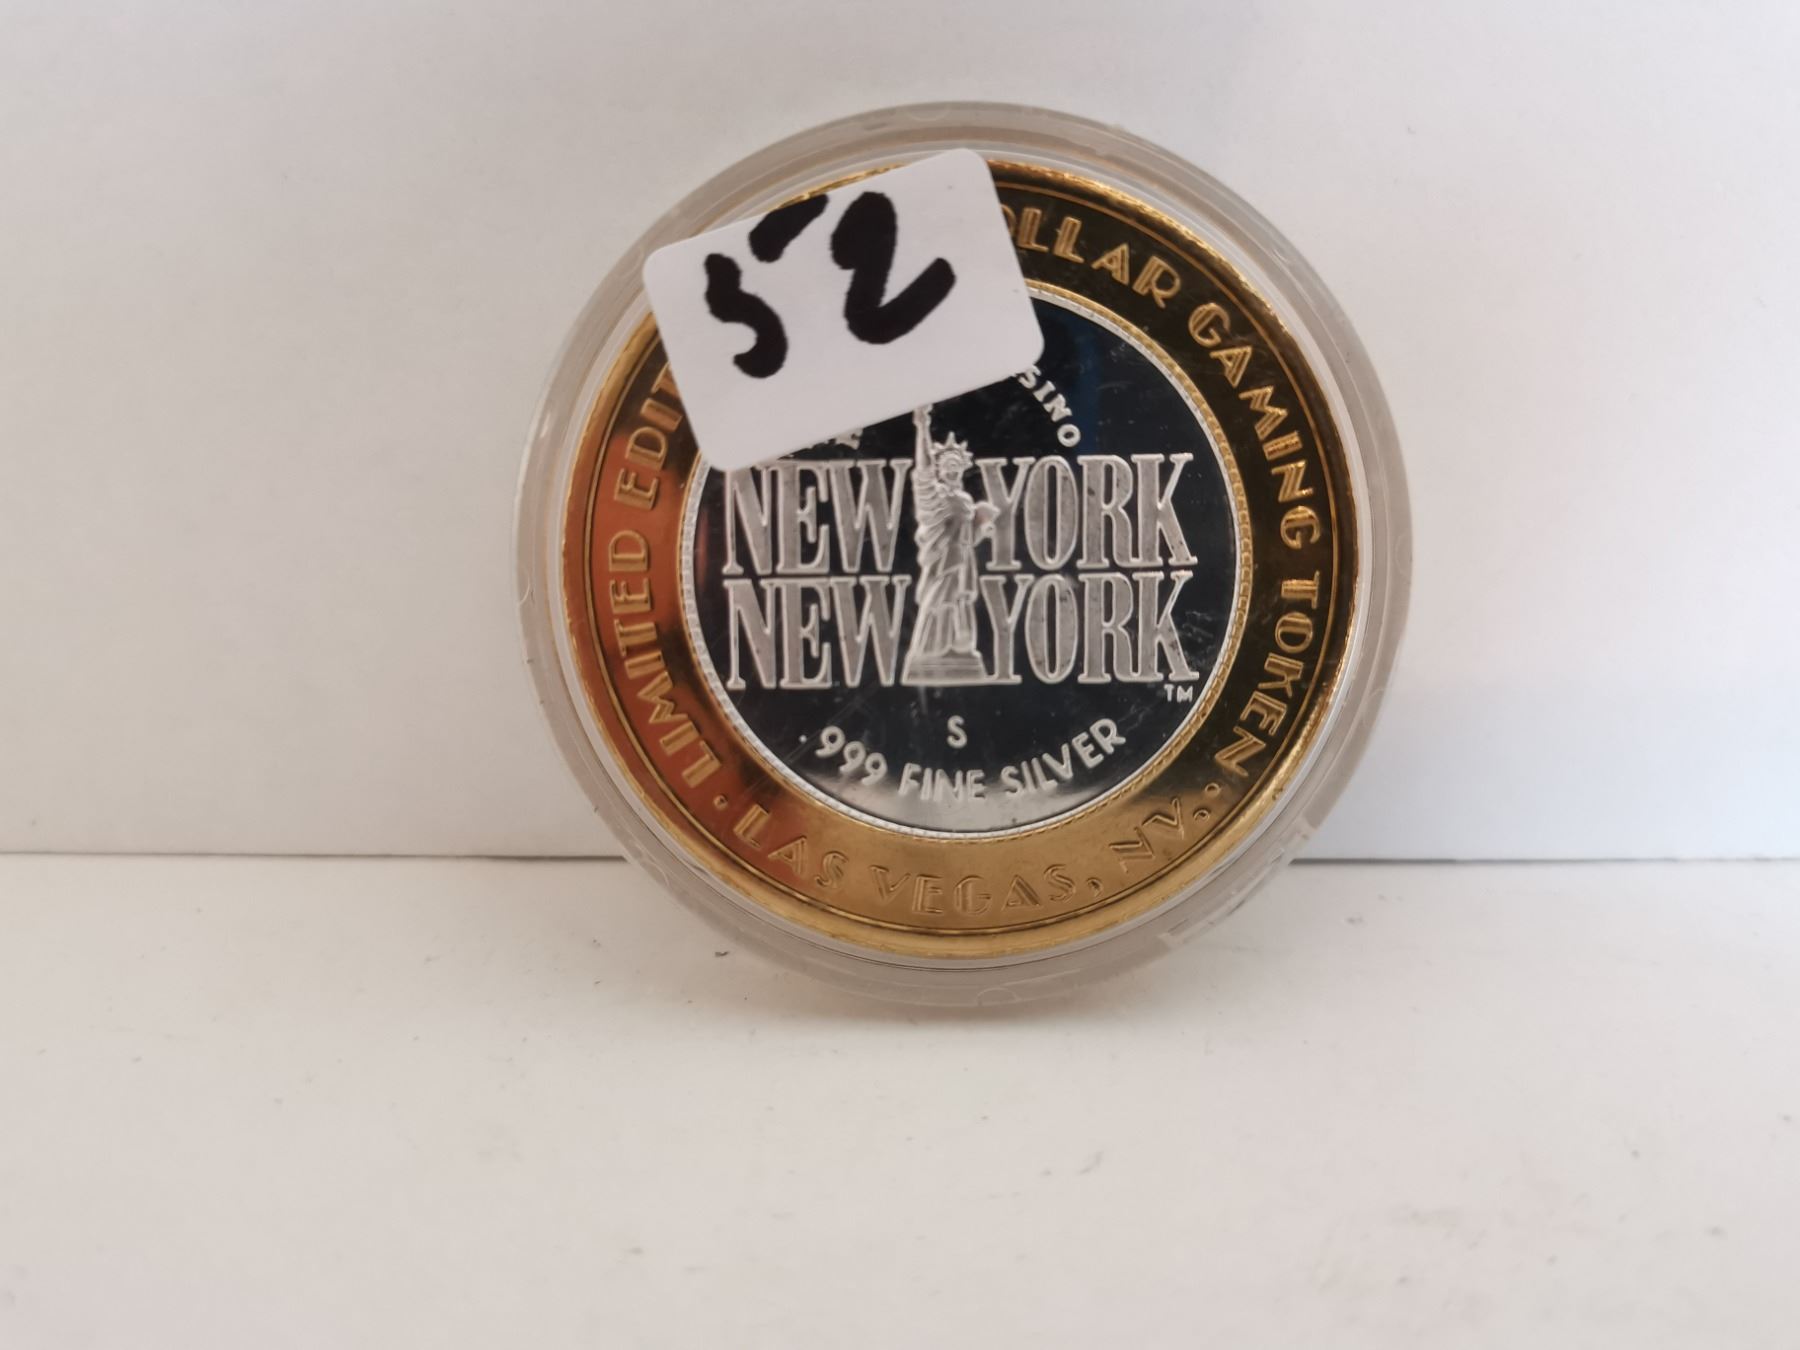 52
LIMITED EDIT
OLLAR GAMING TOKEN
· LAS VEGAS, NV. ·
SINO
NEW YORK
NEW YORK
TM
S
.999 FINE SILVER